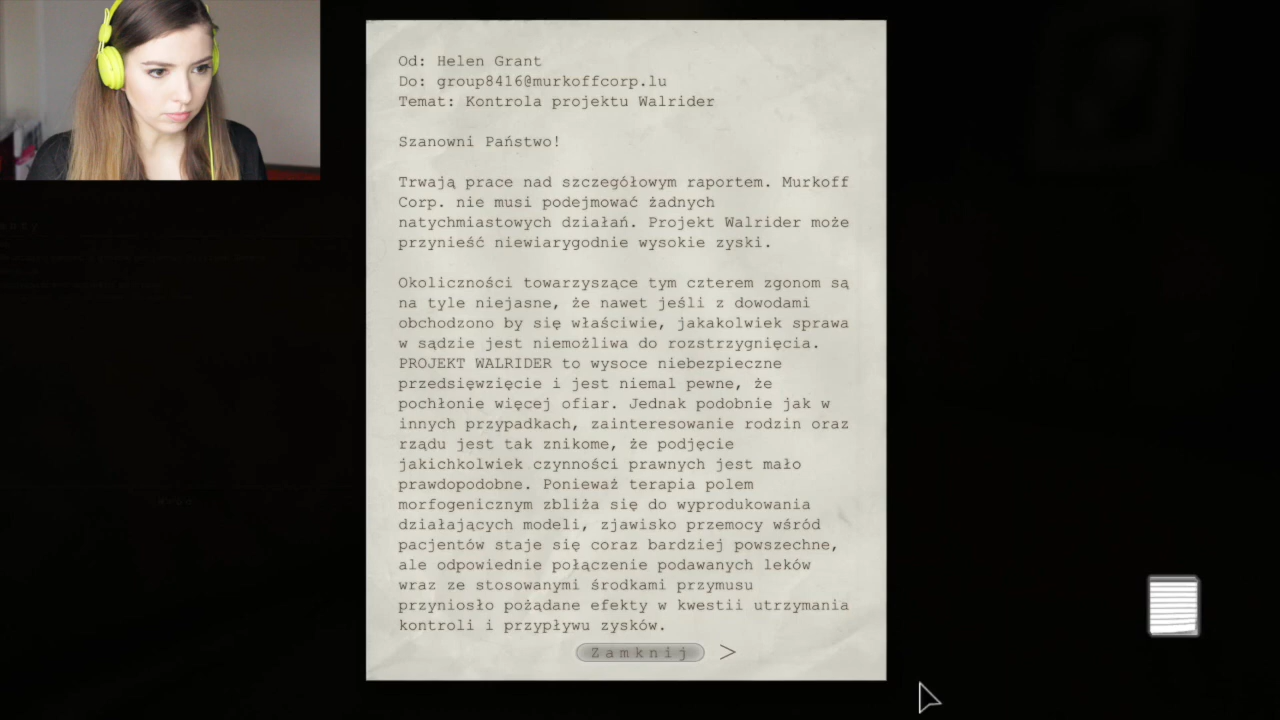 Od: Helen Grant
Do: group8416@murkoffcorp.lu
Temat: Kontrola projektu Walrider
Szanowni Państwo!
Trwają prace nad szczegółowym raportem. Murkoff
Corp. nie musi podejmować żadnych
natychmiastowych działań. Projekt Walrider może
przynieść niewiarygodnie wysokie zyski.
Okoliczności towarzyszące tym czterem zgonom są
na tyle niejasne, że nawet jeśli z dowodami
obchodzono by się właściwie, jakakolwiek sprawa
w sądzie jest niemożliwa do rozstrzygnięcia.
PROJEKT WALRIDER to wysoce niebezpieczne
przedsięwzięcie i jest niemal pewne, że
pochłonie więcej ofiar. Jednak podobnie jak w
innych przypadkach, zainteresowanie rodzin oraz
rządu jest tak znikome, że podjęcie
jakichkolwiek czynności prawnych jest mało
prawdopodobne. Ponieważ terapia polem
morfogenicznym zbliża się do wyprodukowania
działających modeli, zjawisko przemocy wśród
pacjentów staje się coraz bardziej powszechne,
ale odpowiednie połączenie podawanych leków
wraz ze stosowanymi środkami przymusu
przyniosło pożądane efekty w kwestii utrzymania
kontroli i przypływu zysków.
Zamknij >